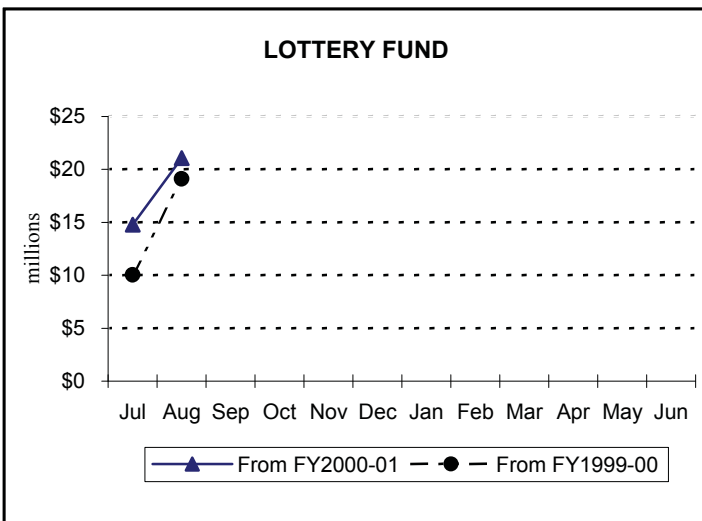 LOTTERY FUND
$25
$20
$15
$10
$5
$0
millions
Jul Aug Sep Oct Nov Dec Jan Feb Mar Apr May Jun
From FY2000-01 From FY1999-00